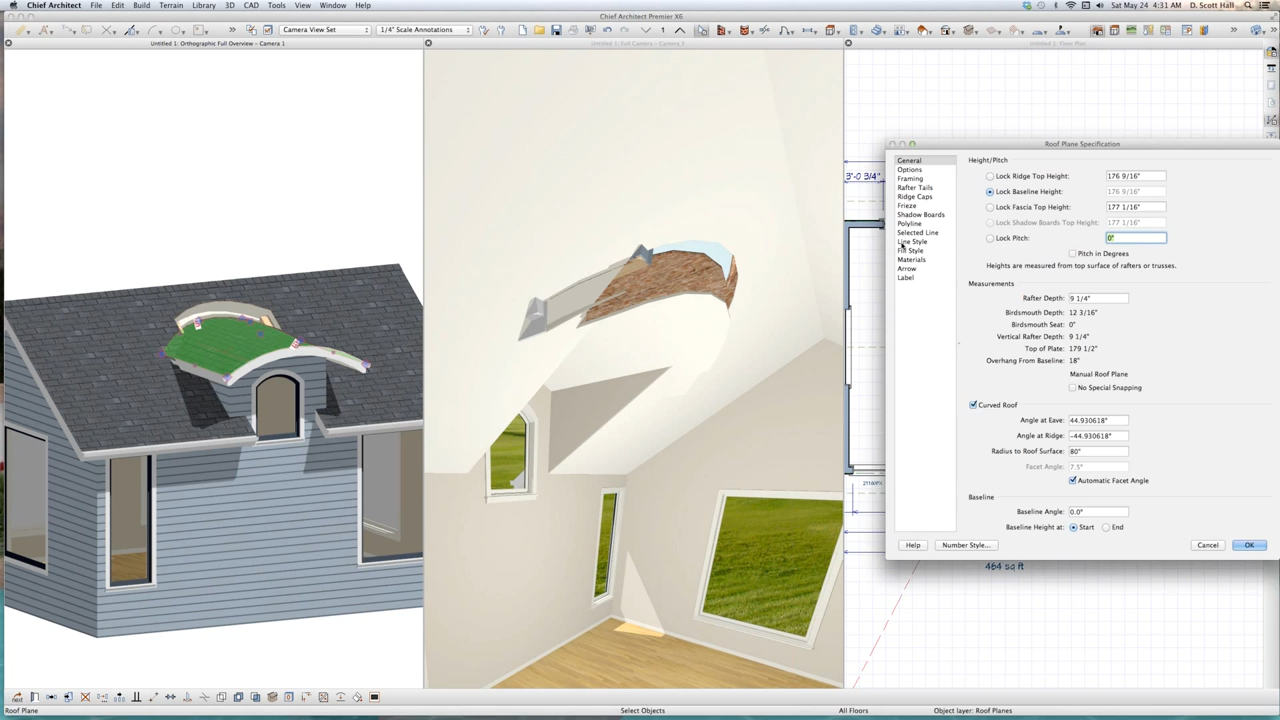 Chief Architect File Edit Build Terrain Library 3D CAD Tools View Window Help Sat May 24 4:31 AM D. Scott Hall
Chief Architect Premier X6
Camera View Set 1/4" Scale Annotations
Untitled 1: Orthographic Full Overview - Camera 1
Untitled 1: Full Camera - Camera_3
Untitled 1: Floor Plan
3'-0 3/4"
Roof Plane Specification
General
Options
Framing
Rafter Tails
Ridge Caps
Frieze
Shadow Boards
Polyline
Selected Line
Line Style
Fill Style
Materials
Arrow
Label
Height/Pitch
Lock Ridge Top Height: 176 9/16"
Lock Baseline Height: 176 9/16"
Lock Fascia Top Height: 177 1/16"
Lock Shadow Boards Top Height: 177 1/16"
Lock Pitch: 0"
Pitch in Degrees
Heights are measured from top surface of rafters or trusses.
Measurements
Rafter Depth: 9 1/4"
Birdsmouth Depth: 12 3/16"
Birdsmouth Seat: 0"
Vertical Rafter Depth: 9 1/4"
Top of Plate: 179 1/2"
Overhang From Baseline: 18"
Manual Roof Plane
No Special Snapping
Curved Roof
Angle at Eave: 44.930618°
Angle at Ridge: -44.930618°
Radius to Roof Surface: 80"
Facet Angle: 7.5°
Automatic Facet Angle
Baseline
Baseline Angle: 0.0°
Baseline Height at: Start End
Help Number Style... Cancel OK
464 sq ft
next
Roof Plane Select Objects All Floors Object layer: Roof Planes